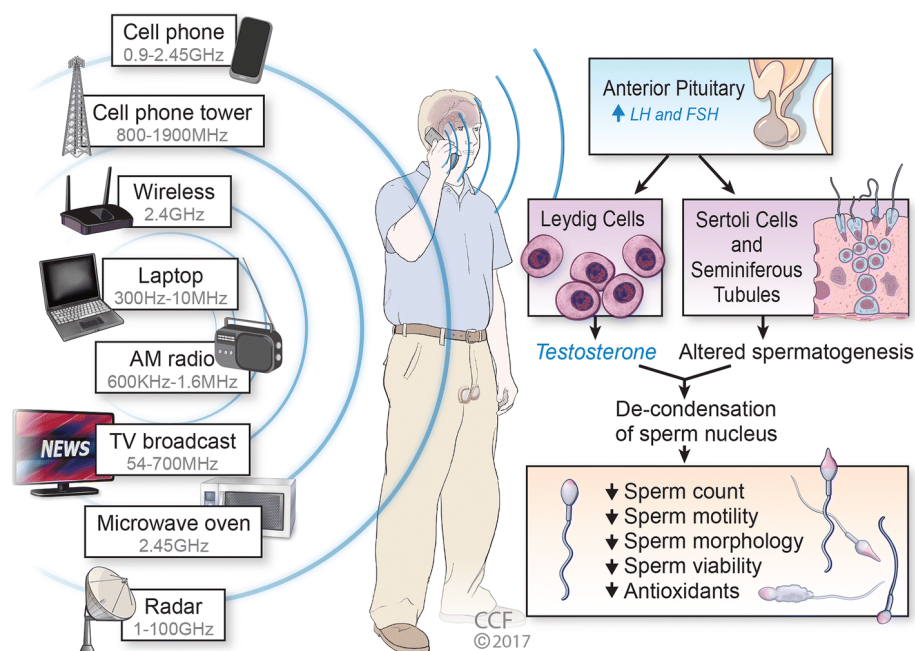 Cell phone
0.9-2.45GHz
Cell phone tower
800-1900MHz
Wireless
2.4GHz
Laptop
300Hz-10MHz
AM radio
600KHz-1.6MHz
NEWS
TV broadcast
54-700MHz
Microwave oven
2.45GHz
Radar
1-100GHz
Anterior Pituitary
LH and FSH
Leydig Cells
Sertoli Cells
and
Seminiferous
Tubules
Testosterone
Altered spermatogenesis
De-condensation
of sperm nucleus
Sperm count
Sperm motility
Sperm morphology
Sperm viability
Antioxidants
CCF
©2017